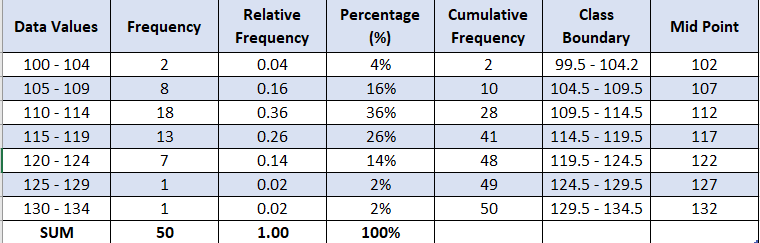 Data Values Frequency Relative Frequency Percentage (%) Cumulative Frequency Class Boundary Mid Point
100 - 104 2 0.04 4% 2 99.5 - 104.2 102
105 - 109 8 0.16 16% 10 104.5 - 109.5 107
110 - 114 18 0.36 36% 28 109.5 - 114.5 112
115 - 119 13 0.26 26% 41 114.5 - 119.5 117
120 - 124 7 0.14 14% 48 119.5 - 124.5 122
125 - 129 1 0.02 2% 49 124.5 - 129.5 127
130 - 134 1 0.02 2% 50 129.5 - 134.5 132
SUM 50 1.00 100%